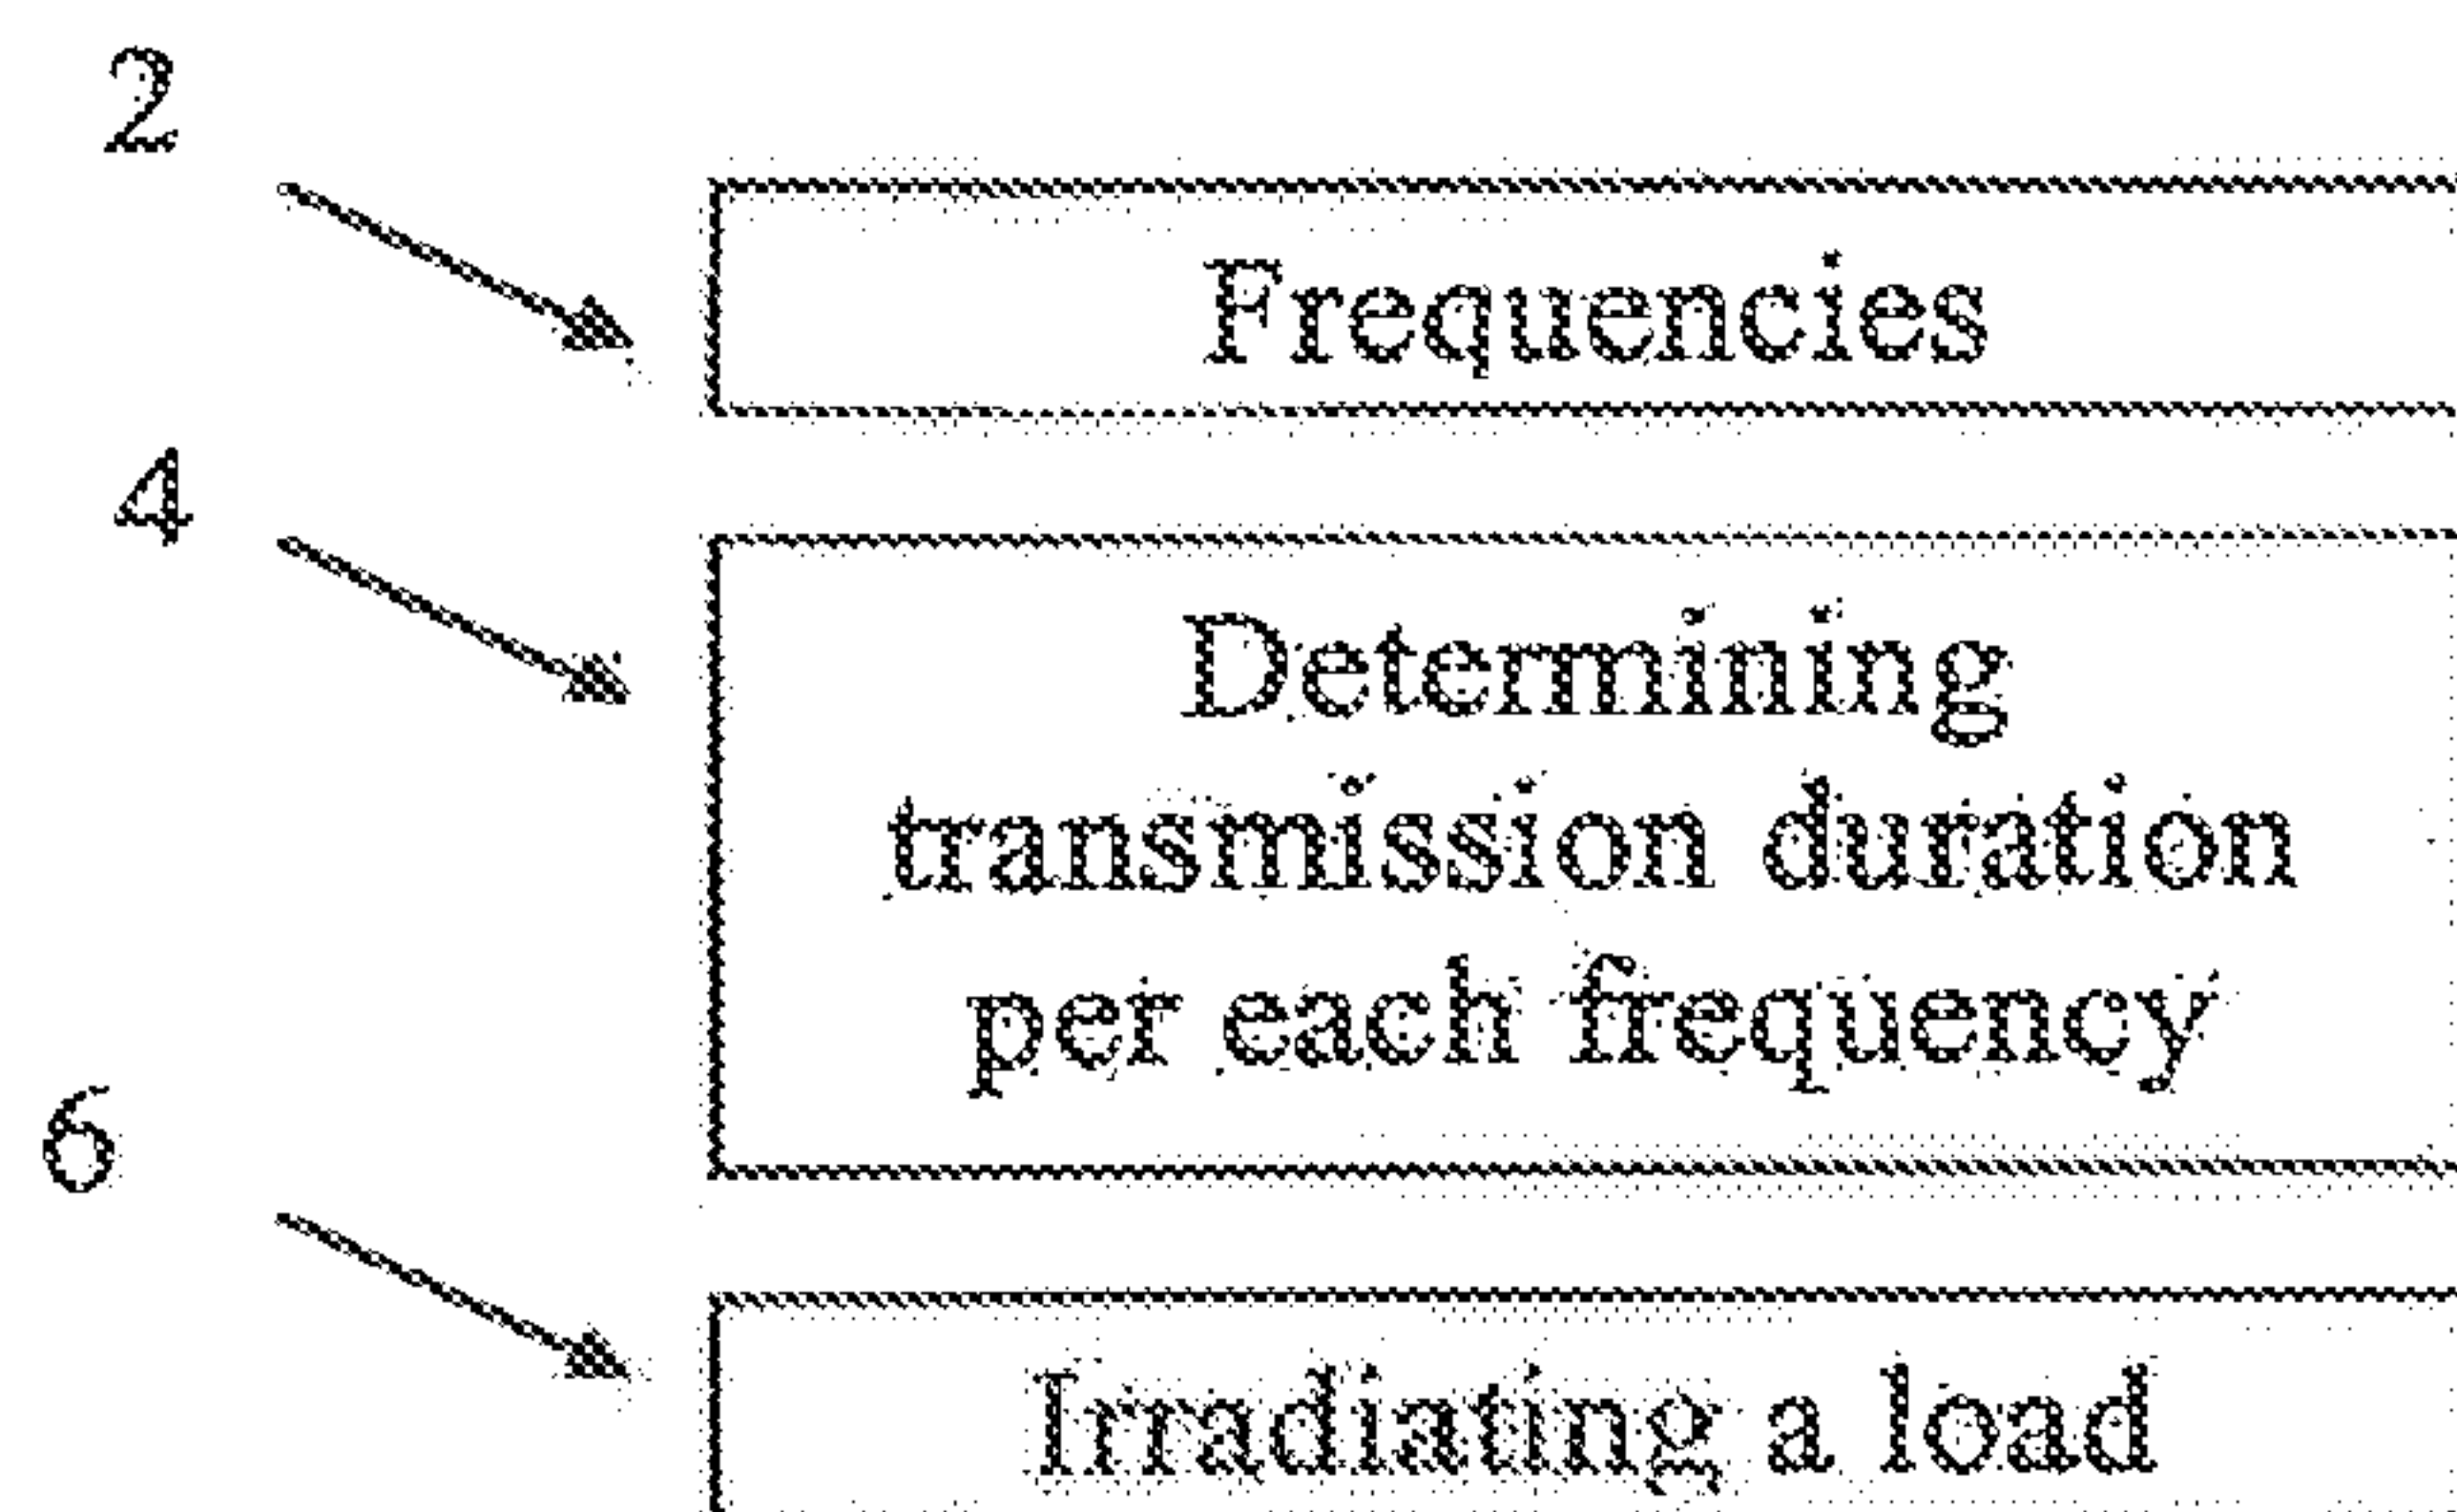 2
Frequencies
4
Determining
transmission duration
per each frequency
6
Irradiating a load